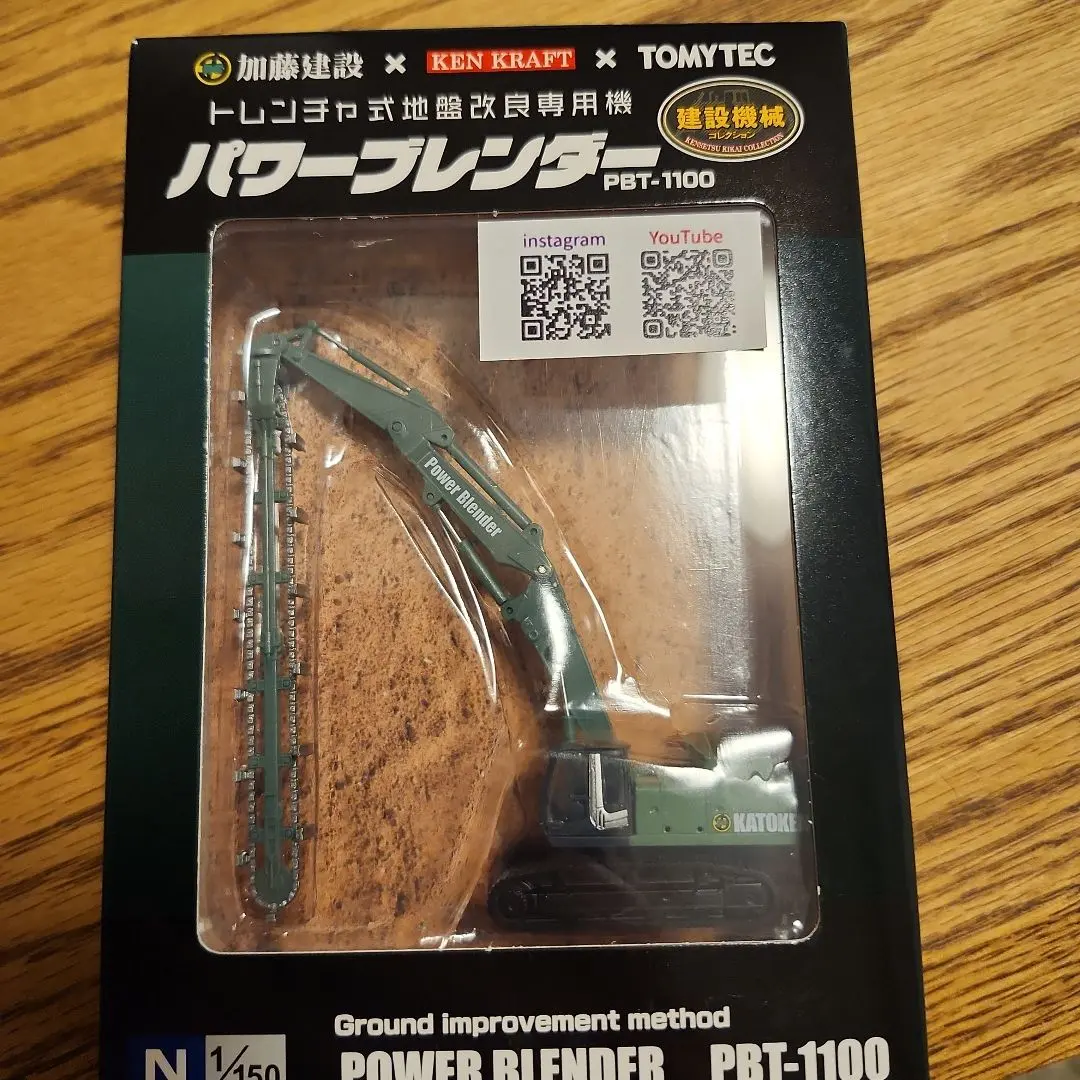 加藤建設 × KEN KRAFT × TOMYTEC
トレンチャ式地盤改良専用機
パワーブレンダー PBT-1100
建設機械
コレクション
KENSETSU KIKAI COLLECTION
instagram YouTube
Power Blender
KATOKE
Ground improvement method
N 1/150 POWER BLENDER PBT-1100